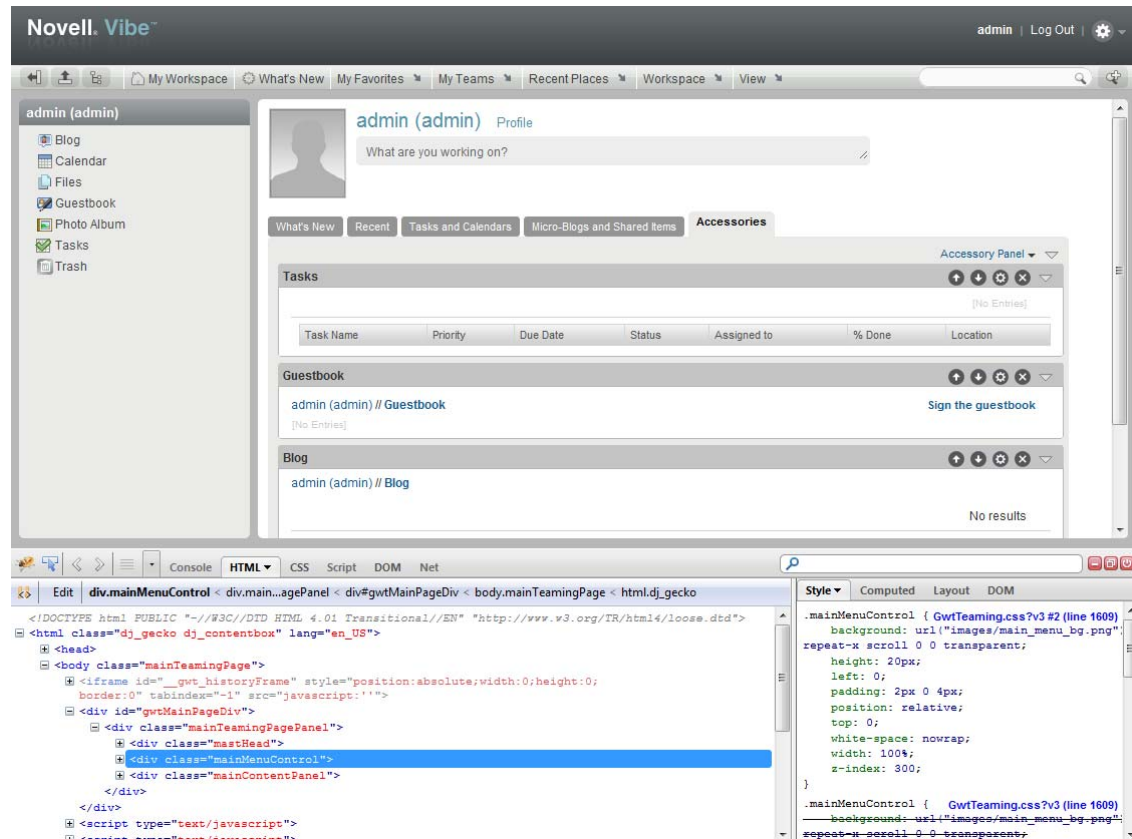 Novell. Vibe™
admin | Log Out |
My Workspace What's New My Favorites My Teams Recent Places Workspace View
admin (admin)
Blog
Calendar
Files
Guestbook
Photo Album
Tasks
Trash
admin (admin) Profile
What are you working on?
What's New Recent Tasks and Calendars Micro-Blogs and Shared Items Accessories
Accessory Panel
Tasks
[No Entries]
Task Name Priority Due Date Status Assigned to % Done Location
Guestbook
admin (admin) // Guestbook Sign the guestbook
[No Entries]
Blog
admin (admin) // Blog
No results
Console HTML CSS Script DOM Net
Edit div.mainMenuControl < div.main...agePanel < div#gwtMainPageDiv < body.mainTeamingPage < html.dj_gecko
<!DOCTYPE html PUBLIC "-//W3C//DTD HTML 4.01 Transitional//EN" "http://www.w3.org/TR/html4/loose.dtd">
<html class="dj_gecko dj_contentbox" lang="en_US">
<head>
<body class="mainTeamingPage">
<iframe id="__gwt_historyFrame" style="position:absolute;width:0;height:0;
border:0" tabindex="-1" src="javascript:''">
<div id="gwtMainPageDiv">
<div class="mainTeamingPagePanel">
<div class="mastHead">
<div class="mainMenuControl">
<div class="mainContentPanel">
</div>
</div>
<script type="text/javascript">
<script type="text/javascript">
Style Computed Layout DOM
.mainMenuControl { GwtTeaming.css?v3 #2 (line 1609)
background: url("images/main_menu_bg.png")
repeat-x scroll 0 0 transparent;
height: 20px;
left: 0;
padding: 2px 0 4px;
position: relative;
top: 0;
white-space: nowrap;
width: 100%;
z-index: 300;
}
.mainMenuControl { GwtTeaming.css?v3 (line 1609)
background: url("images/main_menu_bg.png")
repeat-x scroll 0 0 transparent;